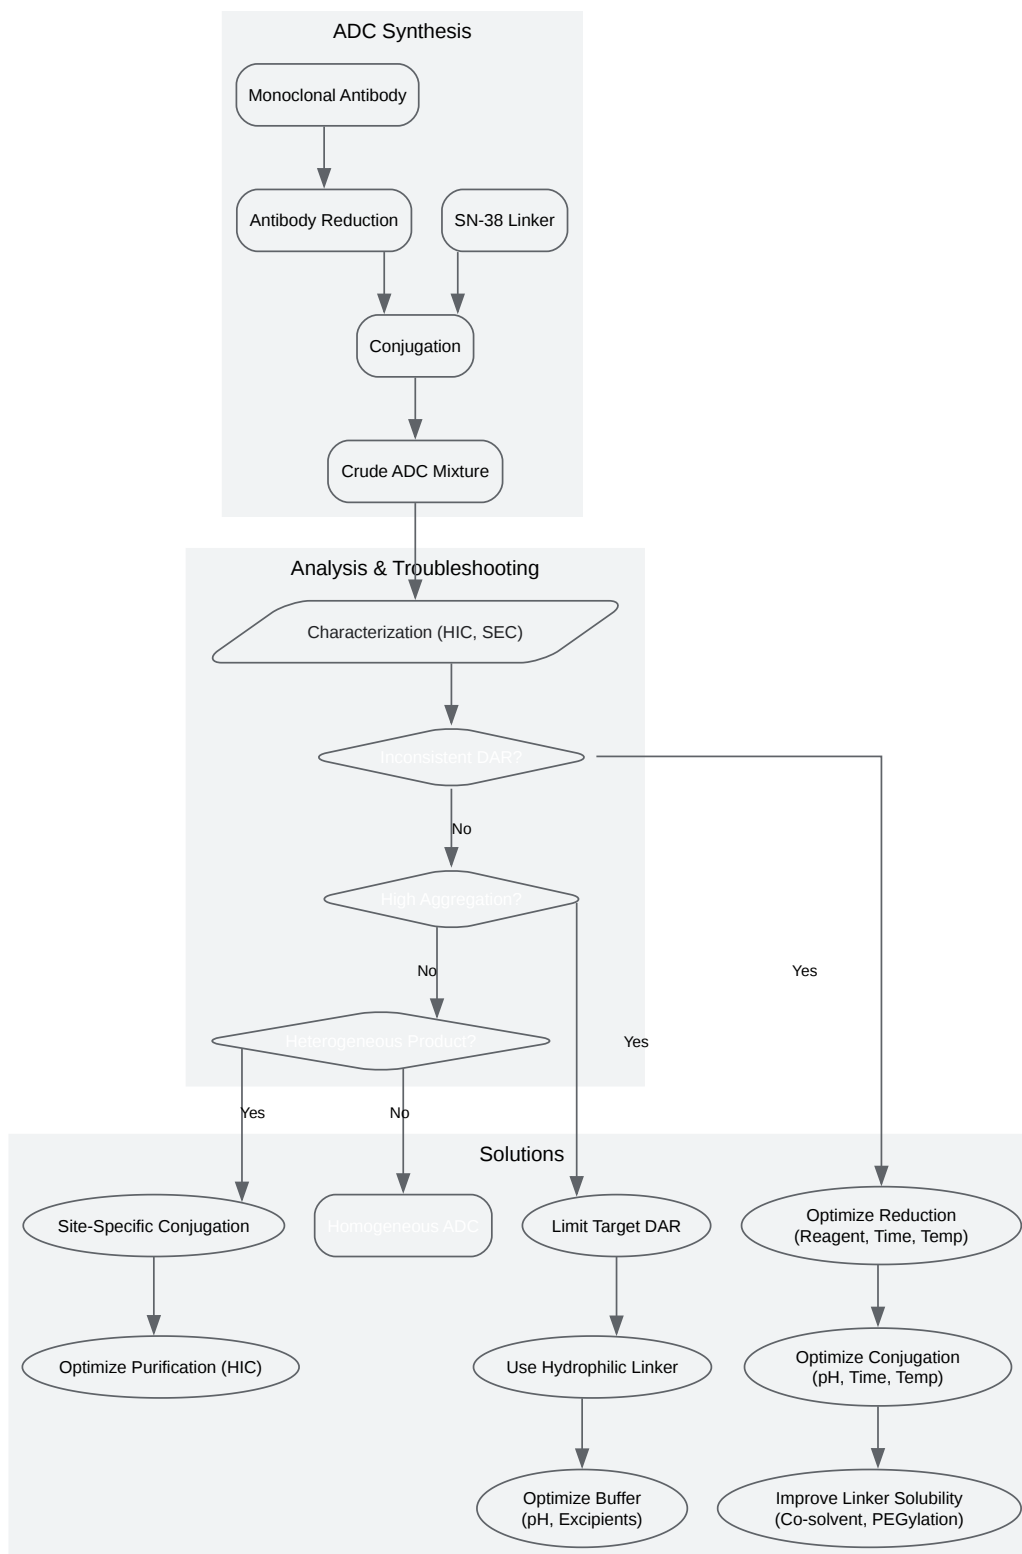 ADC Synthesis
Monoclonal Antibody
Antibody Reduction
SN-38 Linker
Conjugation
Crude ADC Mixture
Analysis & Troubleshooting
Characterization (HIC, SEC)
Inconsistent DAR?
No
High Aggregation?
No
Yes
Heterogeneous Product?
Yes
Yes
No
Solutions
Site-Specific Conjugation
Homogeneous ADC
Limit Target DAR
Optimize Reduction
(Reagent, Time, Temp)
Optimize Purification (HIC)
Use Hydrophilic Linker
Optimize Conjugation
(pH, Time, Temp)
Optimize Buffer
(pH, Excipients)
Improve Linker Solubility
(Co-solvent, PEGylation)